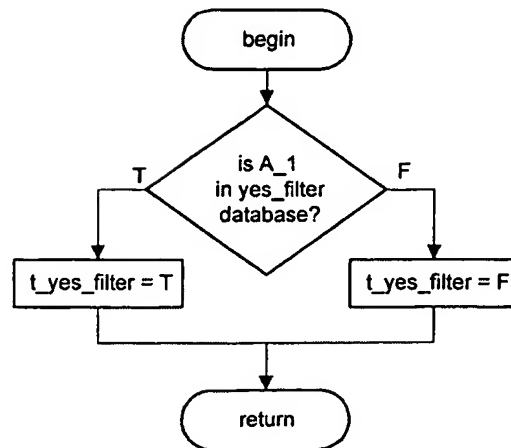 begin
is A_1
T
F
in yes_filter
database?
t_yes_filter = T
t_yes_filter = F
return